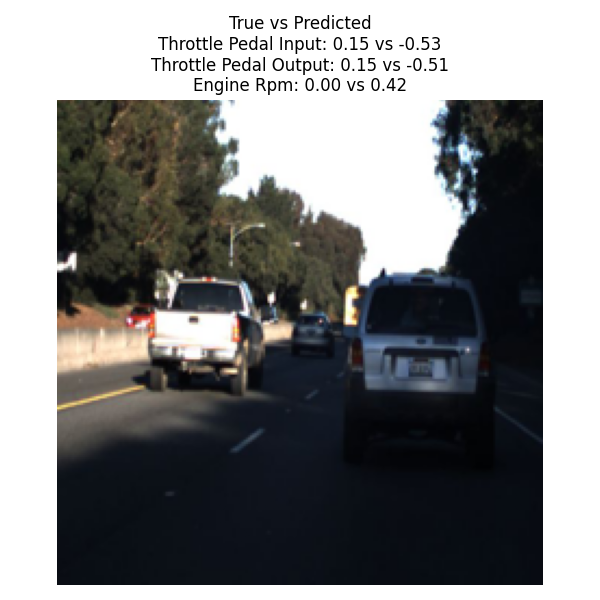 True vs Predicted
Throttle Pedal Input: 0.15 vs -0.53
Throttle Pedal Output: 0.15 vs -0.51
Engine Rpm: 0.00 vs 0.42